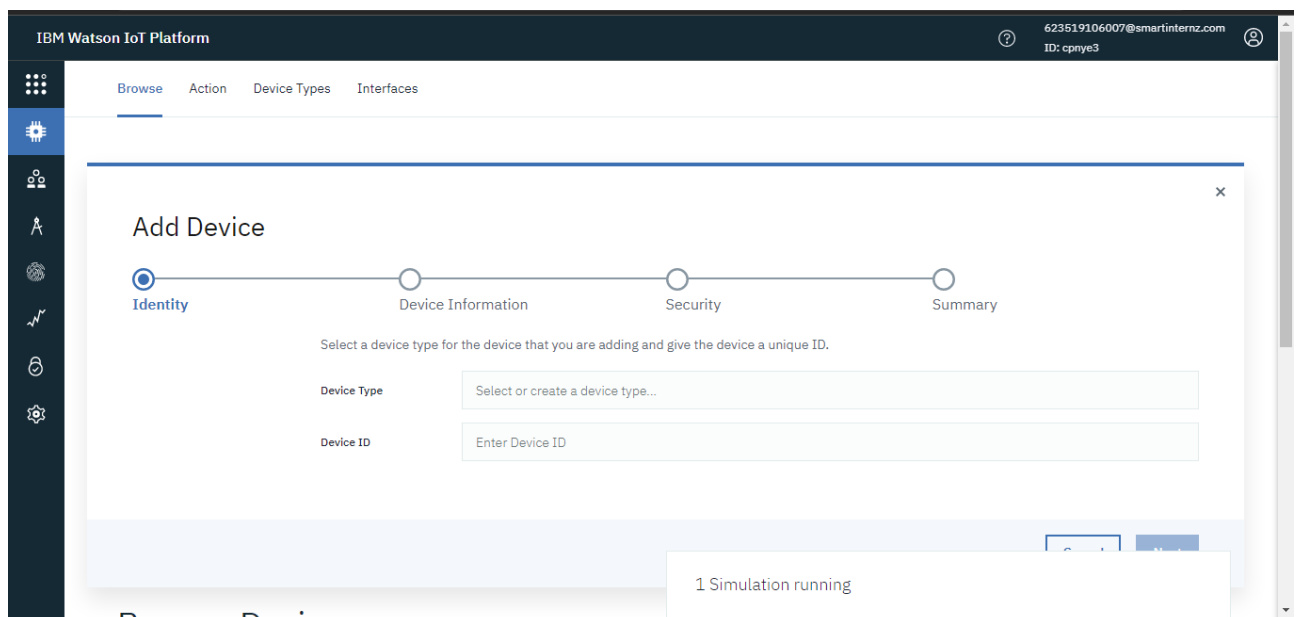 IBM Watson IoT Platform
623519106007@smartinternz.com
ID: cpnye3
Browse Action Device Types Interfaces
Add Device
Identity Device Information Security Summary
Select a device type for the device that you are adding and give the device a unique ID.
Device Type Select or create a device type...
Device ID Enter Device ID
1 Simulation running